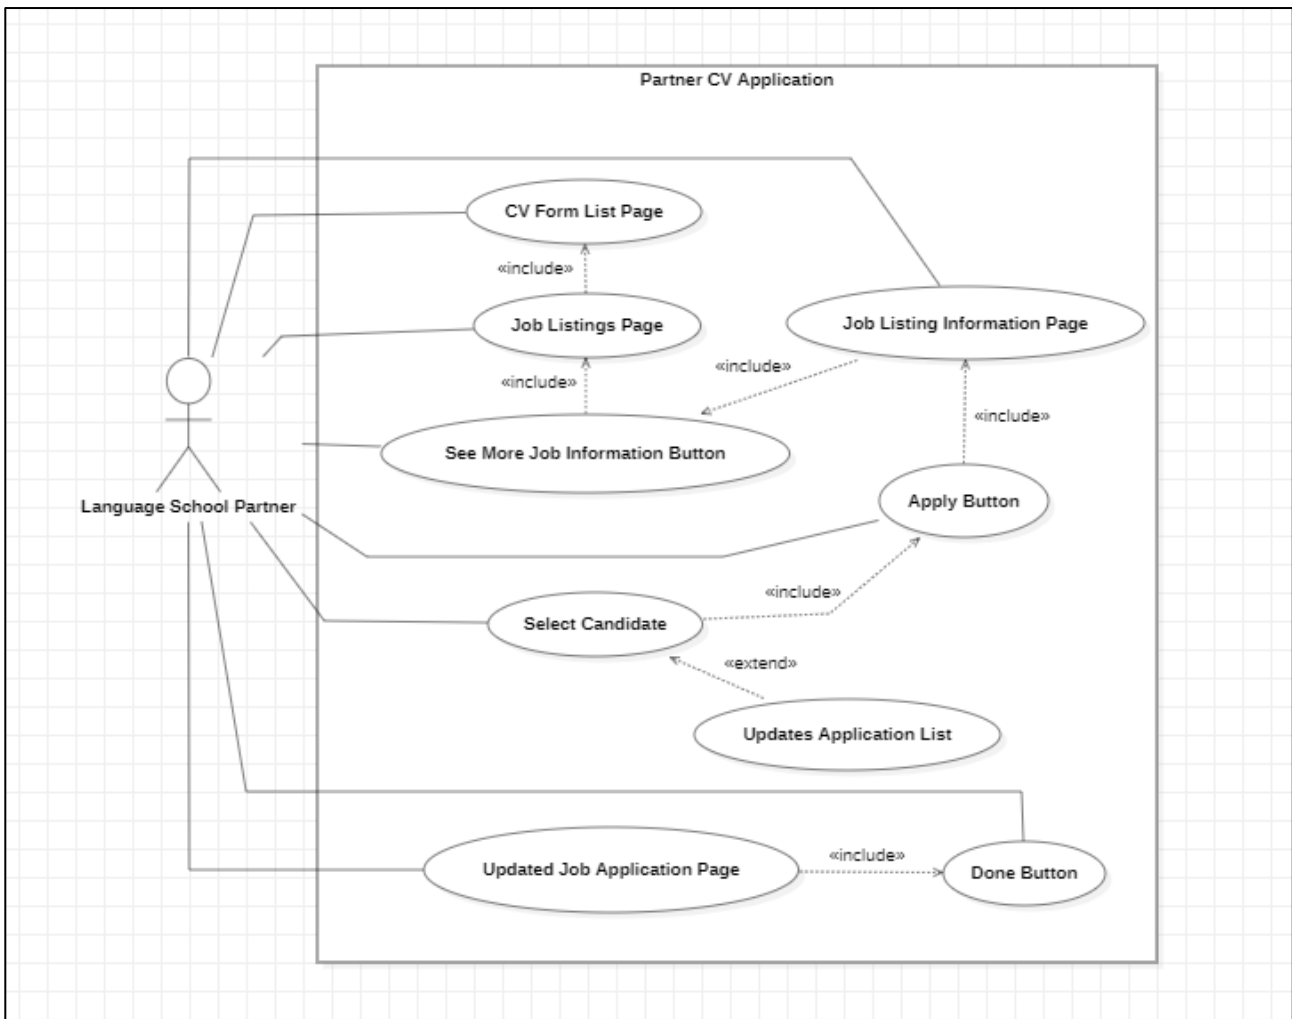 Partner CV Application
CV Form List Page
«include»
Job Listings Page
Job Listing Information Page
«include»
«include»
«include»
See More Job Information Button
Apply Button
Language School Partner
«include»
Select Candidate
«extend»
Updates Application List
Updated Job Application Page
«include»
Done Button